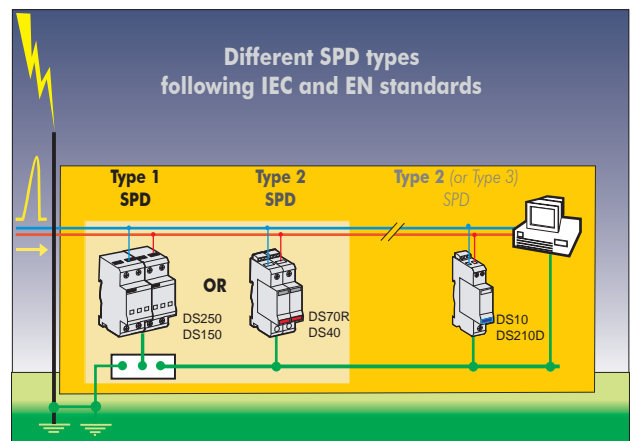 Different SPD types
following IEC and EN standards
Type 1
SPD
Type 2
SPD
Type 2 (or Type 3)
SPD
OR
DS250
DS150
DS70R
DS40
DS10
DS210D